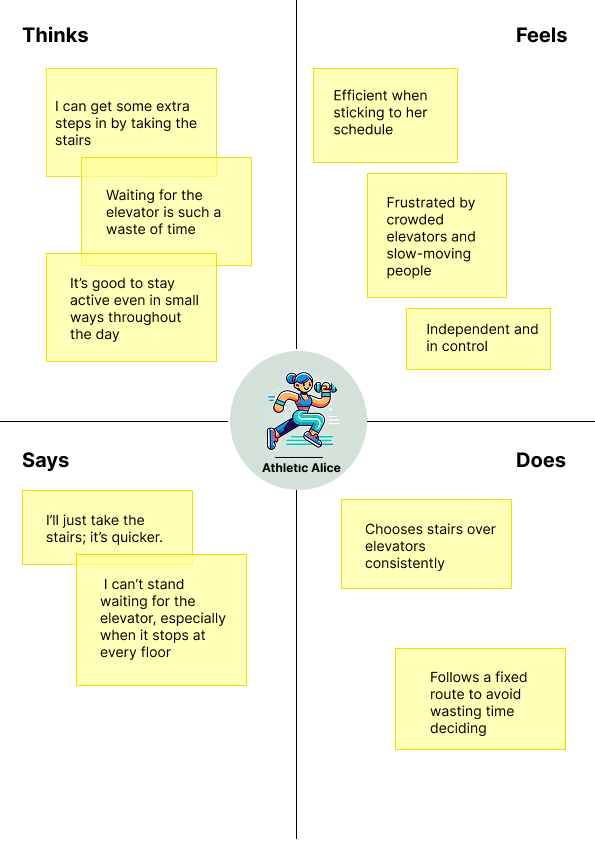 Thinks
I can get some extra
steps in by taking the
stairs
Waiting for the
elevator is such a
waste of time
It’s good to stay
active even in small
ways throughout
the day
Feels
Efficient when
sticking to her
schedule
Frustrated by
crowded
elevators and
slow-moving
people
Independent and
in control
Athletic Alice
Says
I’ll just take the
stairs; it’s quicker.
I can’t stand
waiting for the
elevator, especially
when it stops at
every floor
Does
Chooses stairs over
elevators
consistently
Follows a fixed
route to avoid
wasting time
deciding